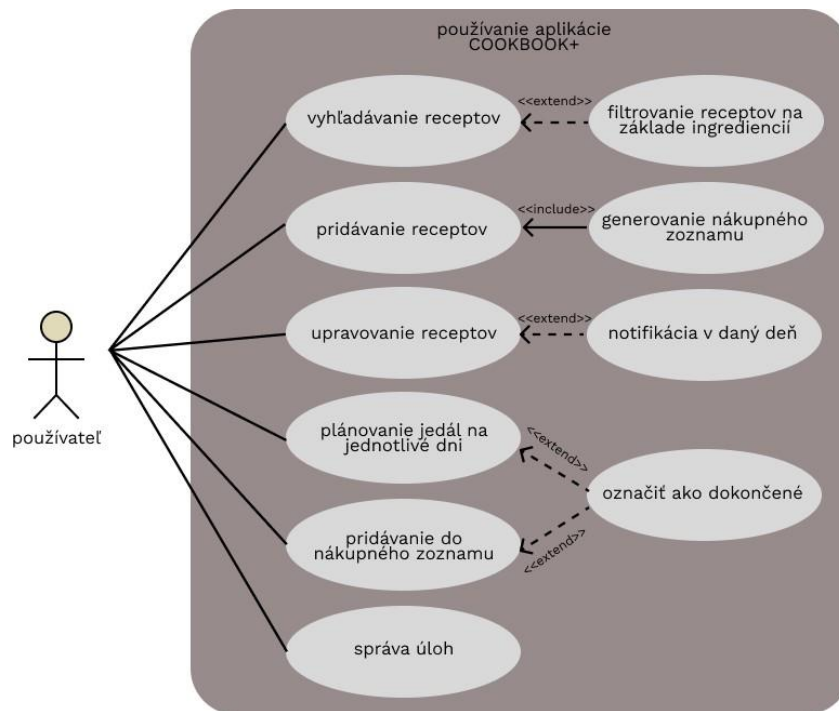 používanie aplikácie
COOKBOOK+
vyhľadávanie receptov
<<extend>>
filtrovanie receptov na
základe ingrediencií
pridávanie receptov
<<include>>
generovanie nákupného
zoznamu
upravovanie receptov
<<extend>>
notifikácia v daný deň
používateľ
plánovanie jedál na
jednotlivé dni
<<extend>>
označiť ako dokončené
pridávanie do
nákupného zoznamu
<<extend>>
správa úloh